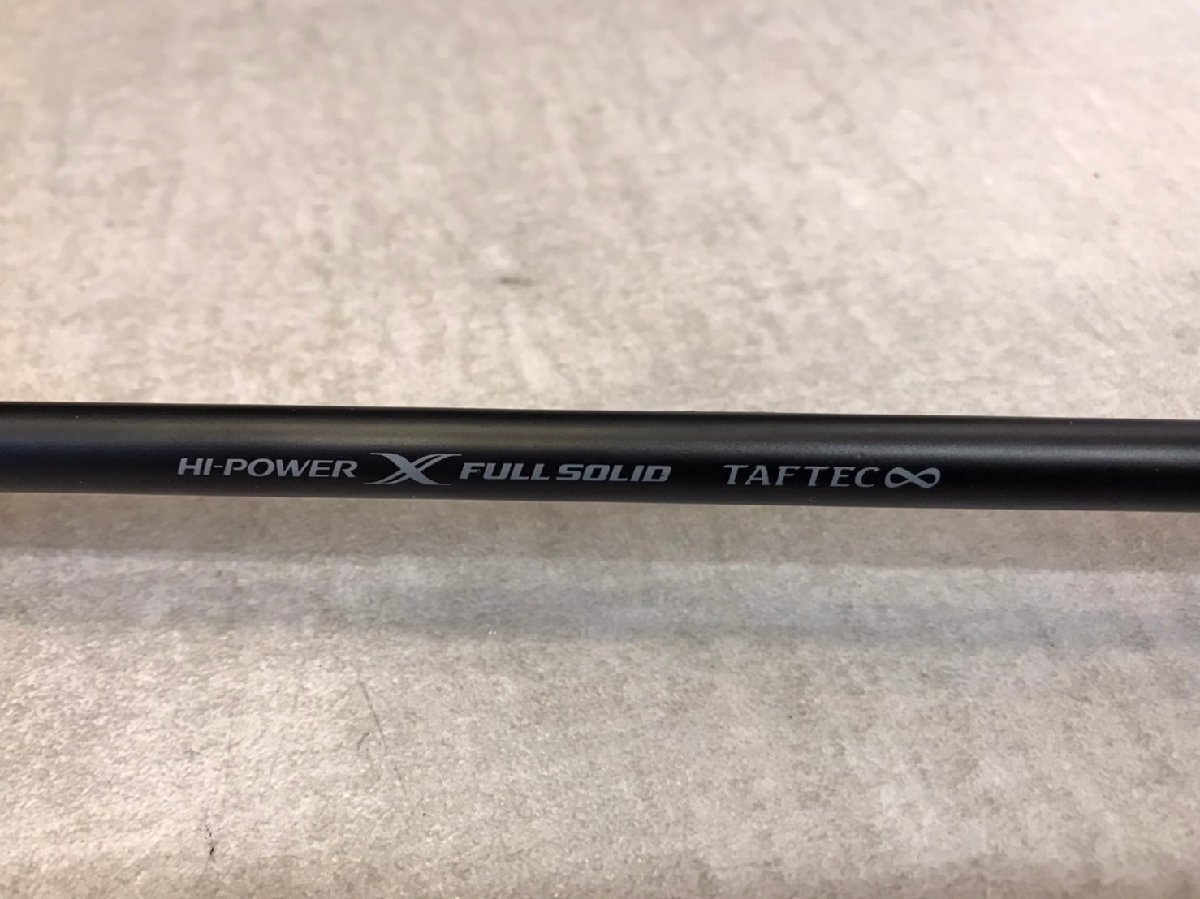 HI-POWER X FULL SOLID TAFTEC∞